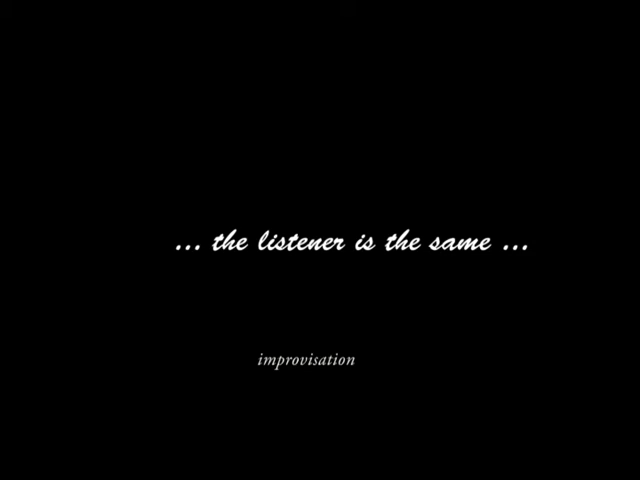 ... the listener is the same ...
improvisation